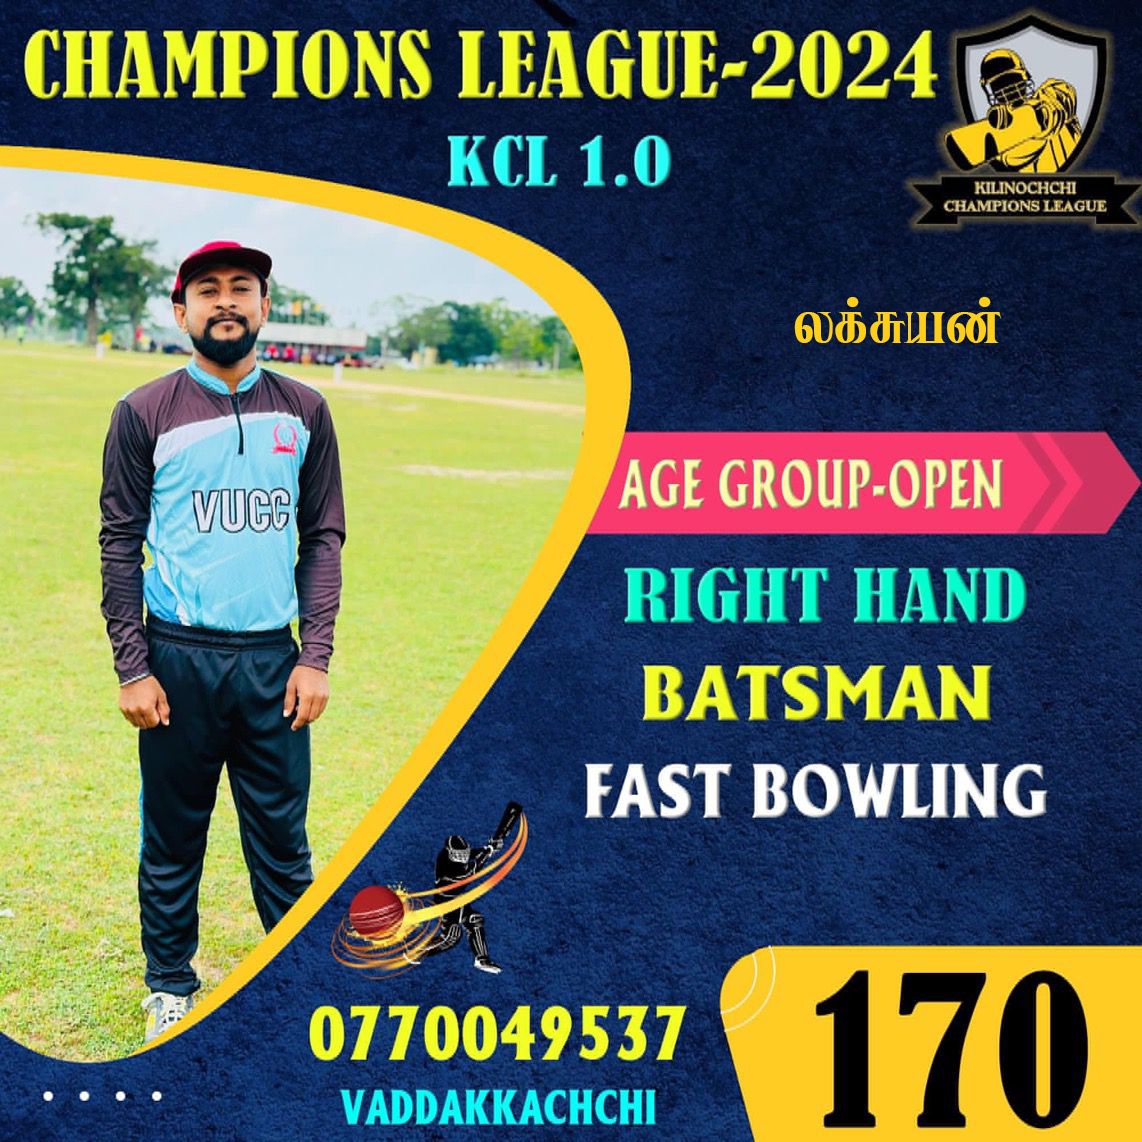 CHAMPIONS LEAGUE-2024
KCL 1.0
KILINOCHCHI
CHAMPIONS LEAGUE
லக்சுயன்
VUCC
AGE GROUP-OPEN
RIGHT HAND
BATSMAN
FAST BOWLING
0770049537
VADDAKKACHCHI
170